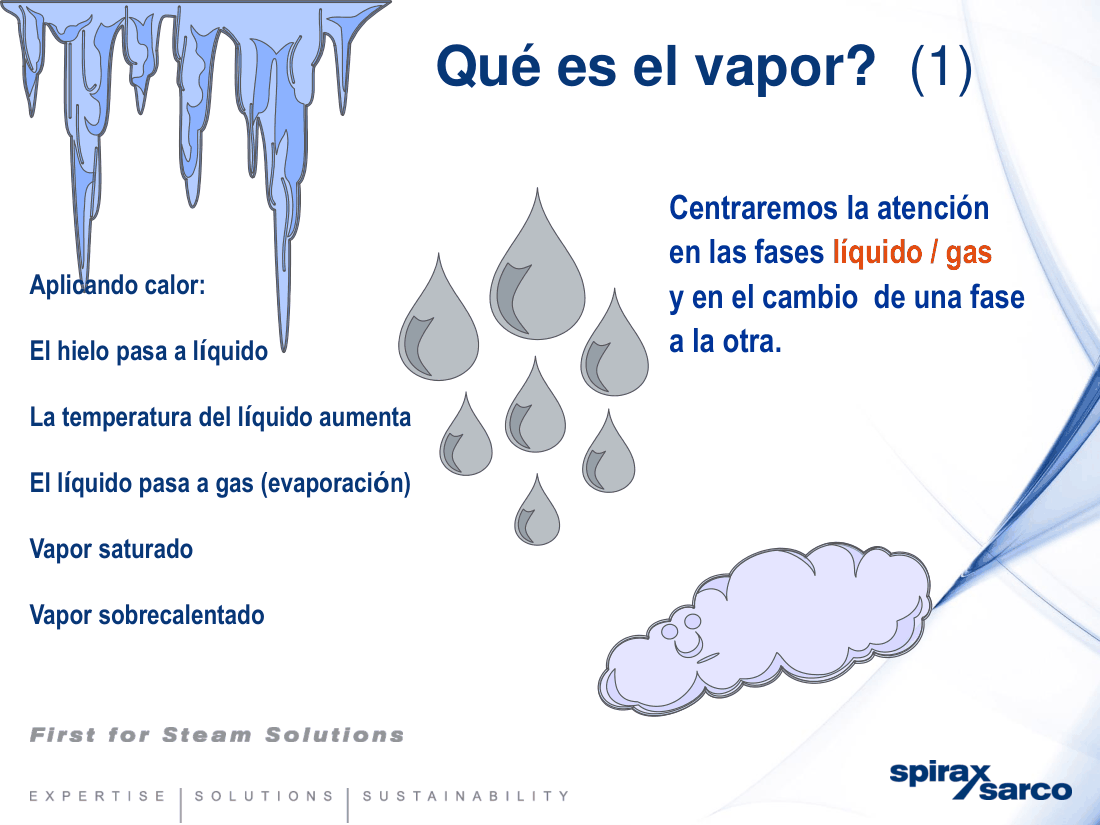 Qué es el vapor? (1)
Centraremos la atención
en las fases líquido / gas
y en el cambio de una fase
a la otra.
Aplicando calor:
El hielo pasa a líquido
La temperatura del líquido aumenta
El líquido pasa a gas (evaporación)
Vapor saturado
Vapor sobrecalentado
First for Steam Solutions
EXPERTISE SOLUTIONS SUSTAINABILITY
spirax
sarco